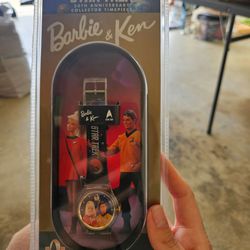 30TH ANNIVERSARY
COLLECTOR TIMEPIECE
Barbie & Ken
Barbie
& Ken
STAR TREK